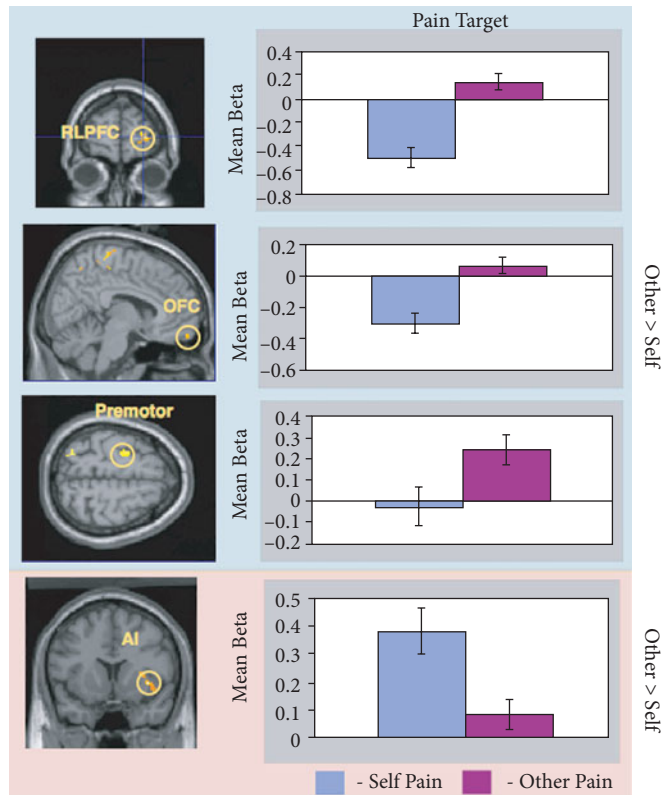 Pain Target
RLPFC
Mean Beta
0.4
0.2
0
−0.2
−0.4
−0.6
−0.8
OFC
Mean Beta
0.2
0
−0.2
−0.4
−0.6
Other > Self
Premotor
Mean Beta
0.4
0.3
0.2
0
−0.1
−0.2
AI
Mean Beta
0.5
0.4
0.3
0.2
0.1
0
Other > Self
- Self Pain
- Other Pain